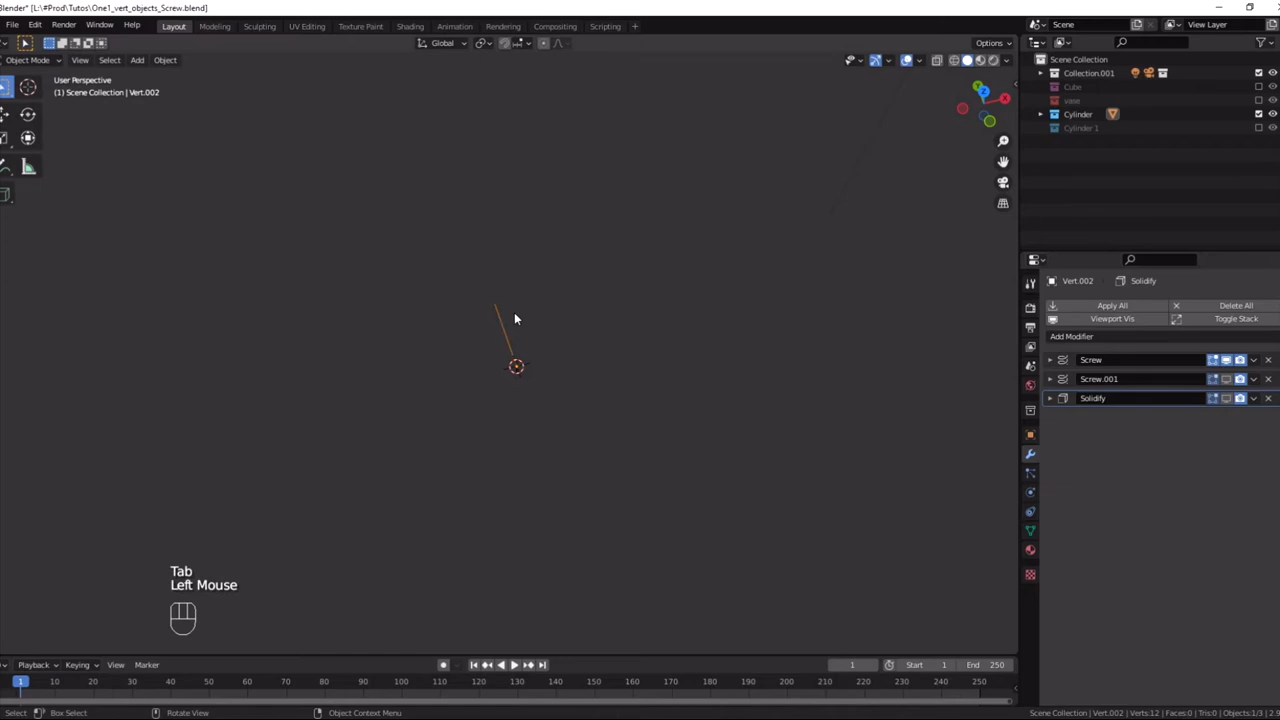 Blender* [L:\#Prod\Tutos\One1_vert_objects_Screw.blend]
File Edit Render Window Help Layout Modeling Sculpting UV Editing Texture Paint Shading Animation Rendering Compositing Scripting + Scene View Layer
Global Options
Object Mode View Select Add Object
User Perspective
(1) Scene Collection | Vert.002
Scene Collection
Collection.001
Cube
vase
Cylinder
Cylinder 1
X
Z
Vert.002 Solidify
Apply All Delete All
Viewport Vis Toggle Stack
Add Modifier
Screw
Screw.001
Solidify
Tab
Left Mouse
Playback Keying View Marker 1 Start 1 End 250
1 10 20 30 40 50 60 70 80 90 100 110 120 130 140 150 160 170 180 190 200 210 220 230 240 250
Select Box Select Rotate View Object Context Menu Scene Collection | Vert.002 | Verts:12 | Faces:0 | Tris:0 | Objects:1/3 | 2.9